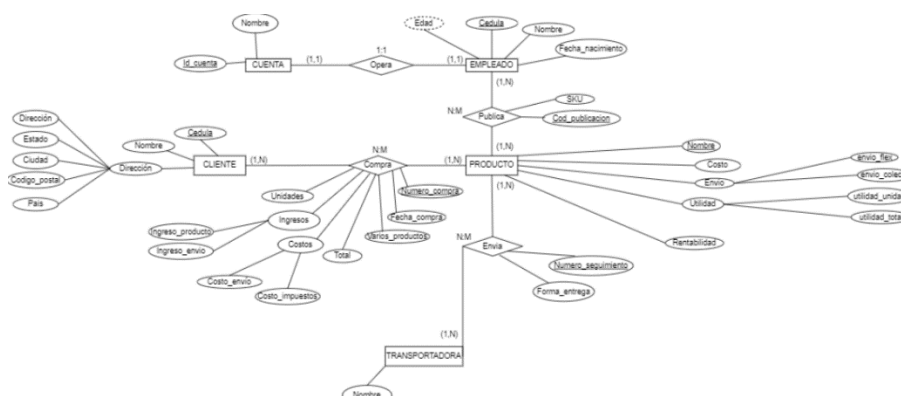 Nombre
Edad
Cedula
Nombre
Id_cuenta
CUENTA
(1,1)
1:1
Opera
(1,1)
EMPLEADO
Fecha_nacimiento
(1,N)
N:M
Publica
SKU
Cod_publicacion
(1,N)
Dirección
Estado
Ciudad
Codigo_postal
Pais
Dirección
Nombre
Cedula
CLIENTE
(1,N)
N:M
Compra
(1,N)
PRODUCTO
(1,N)
Nombre
Costo
Envio
envio_flex
envio_colec
Utilidad
utilidad_total
Rentabilidad
Unidades
Ingresos
Ingreso_producto
Ingreso_envio
Costos
Costo_envio
Costo_impuestos
Total
Varios_productos
Fecha_compra
Numero_compra
N:M
Envia
Numero_seguimiento
Forma_entrega
(1,N)
TRANSPORTADORA
Nombre